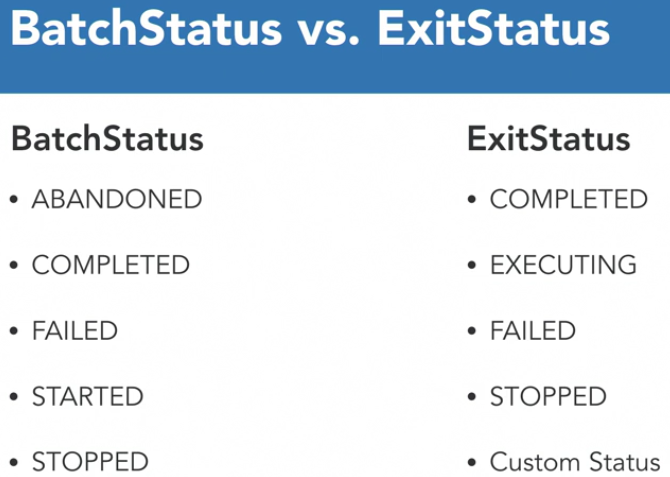 BatchStatus vs. ExitStatus
BatchStatus
• ABANDONED
• COMPLETED
• FAILED
• STARTED
• STOPPED
ExitStatus
• COMPLETED
• EXECUTING
• FAILED
• STOPPED
• Custom Status